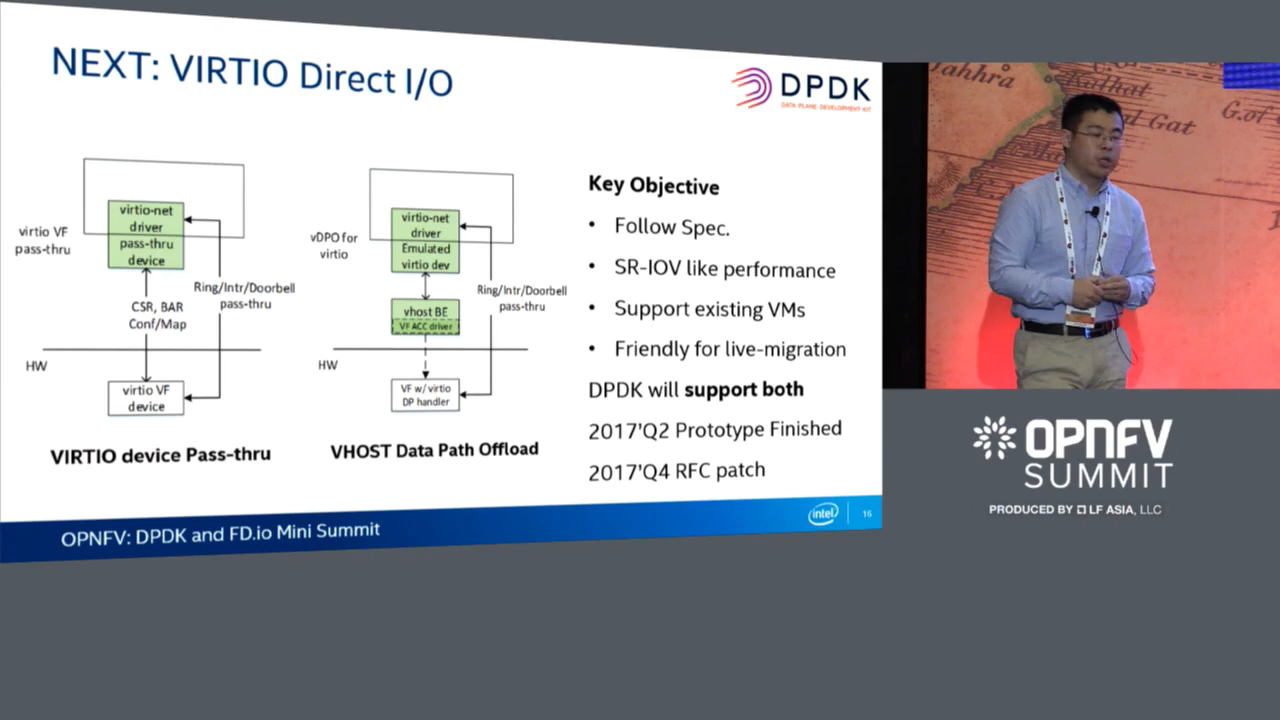 NEXT: VIRTIO Direct I/O
DPDK
DATA PLANE DEVELOPMENT KIT
virtio VF
pass-thru
virtio-net
driver
pass-thru
device
CSR, BAR
Conf/Map
Ring/Intr/Doorbell
pass-thru
HW
virtio VF
device
VIRTIO device Pass-thru
vDPO for
virtio
virtio-net
driver
Emulated
virtio dev
vhost BE
VF ACC driver
Ring/Intr/Doorbell
pass-thru
HW
VF w/ virtio
DP handler
VHOST Data Path Offload
Key Objective
• Follow Spec.
• SR-IOV like performance
• Support existing VMs
• Friendly for live-migration
DPDK will support both
2017'Q2 Prototype Finished
2017'Q4 RFC patch
OPNFV: DPDK and FD.io Mini Summit
intel
16
Kolhat
Gat
G.of
OPNFV
SUMMIT
PRODUCED BY LF ASIA, LLC